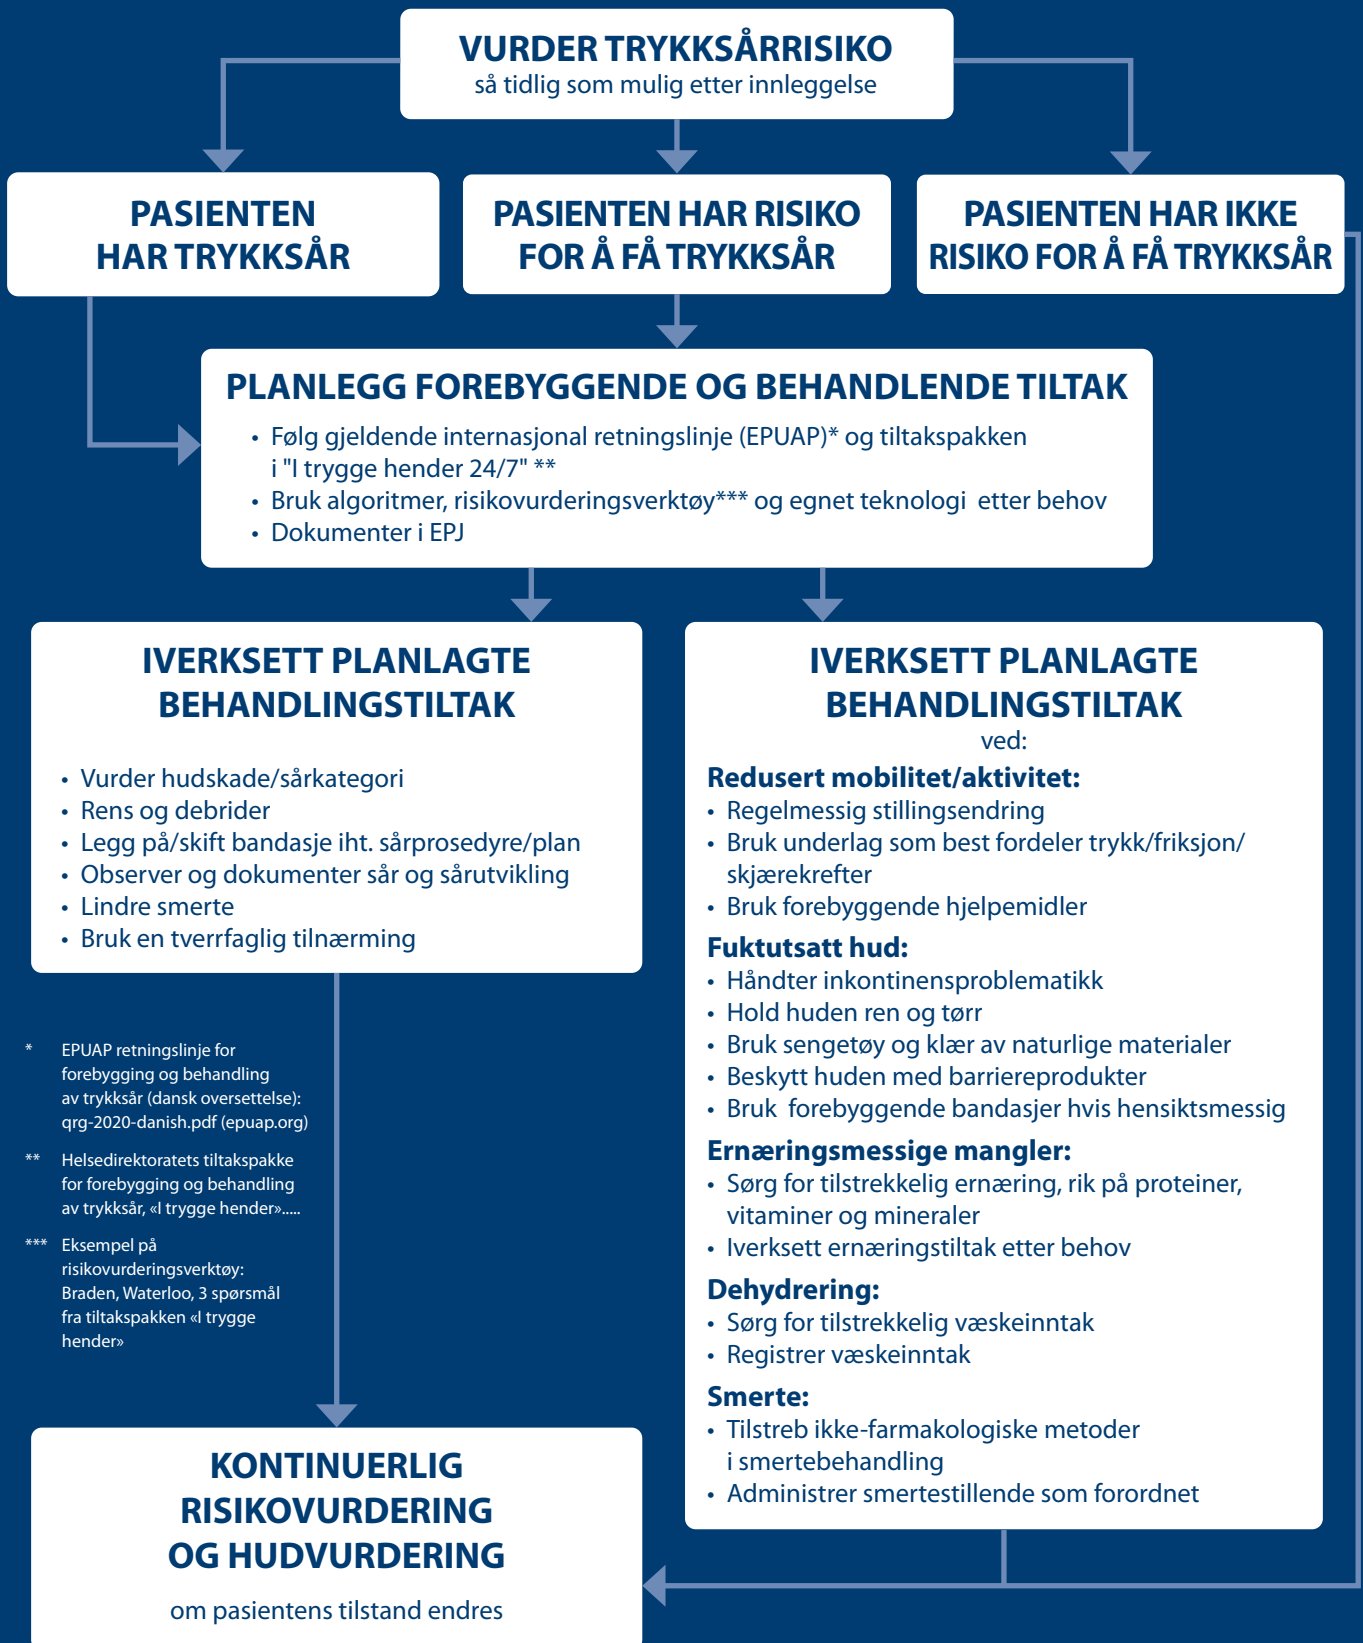 VURDER TRYKKSÅRRISIKO
så tidlig som mulig etter innleggelse
PASIENTEN
HAR TRYKKSÅR
PASIENTEN HAR RISIKO
FOR Å FÅ TRYKKSÅR
PASIENTEN HAR IKKE
RISIKO FOR Å FÅ TRYKKSÅR
PLANLEGG FOREBYGGENDE OG BEHANDLENDE TILTAK
• Følg gjeldende internasjonal retningslinje (EPUAP)* og tiltakspakken
i "I trygge hender 24/7" **
• Bruk algoritmer, risikovurderingsverktøy*** og egnet teknologi etter behov
• Dokumenter i EPJ
IVERKSETT PLANLAGTE
BEHANDLINGSTILTAK
• Vurder hudskade/sårkategori
• Rens og debrider
• Legg på/skift bandasje iht. sårprosedyre/plan
• Observer og dokumenter sår og sårutvikling
• Lindre smerte
• Bruk en tverrfaglig tilnærming
IVERKSETT PLANLAGTE
BEHANDLINGSTILTAK
ved:
Redusert mobilitet/aktivitet:
• Regelmessig stillingsendring
• Bruk underlag som best fordeler trykk/friksjon/
skjærekrefter
• Bruk forebyggende hjelpemidler
Fuktutsatt hud:
• Håndter inkontinensproblematikk
• Hold huden ren og tørr
• Bruk sengetøy og klær av naturlige materialer
• Beskytt huden med barriereprodukter
• Bruk forebyggende bandasjer hvis hensiktsmessig
Ernæringsmessige mangler:
• Sørg for tilstrekkelig ernæring, rik på proteiner,
vitaminer og mineraler
• Iverksett ernæringstiltak etter behov
Dehydrering:
• Sørg for tilstrekkelig væskeinntak
• Registrer væskeinntak
Smerte:
• Tilstreb ikke-farmakologiske metoder
i smertebehandling
• Administrer smertestillende som forordnet
* EPUAP retningslinje for
forebygging og behandling
av trykksår (dansk oversettelse):
qrg-2020-danish.pdf (epuap.org)
** Helsedirektoratets tiltakspakke
for forebygging og behandling
av trykksår, «I trygge hender».....
*** Eksempel på
risikovurderingsverktøy:
Braden, Waterloo, 3 spørsmål
fra tiltakspakken «I trygge
hender»
KONTINUERLIG
RISIKOVURDERING
OG HUDVURDERING
om pasientens tilstand endres